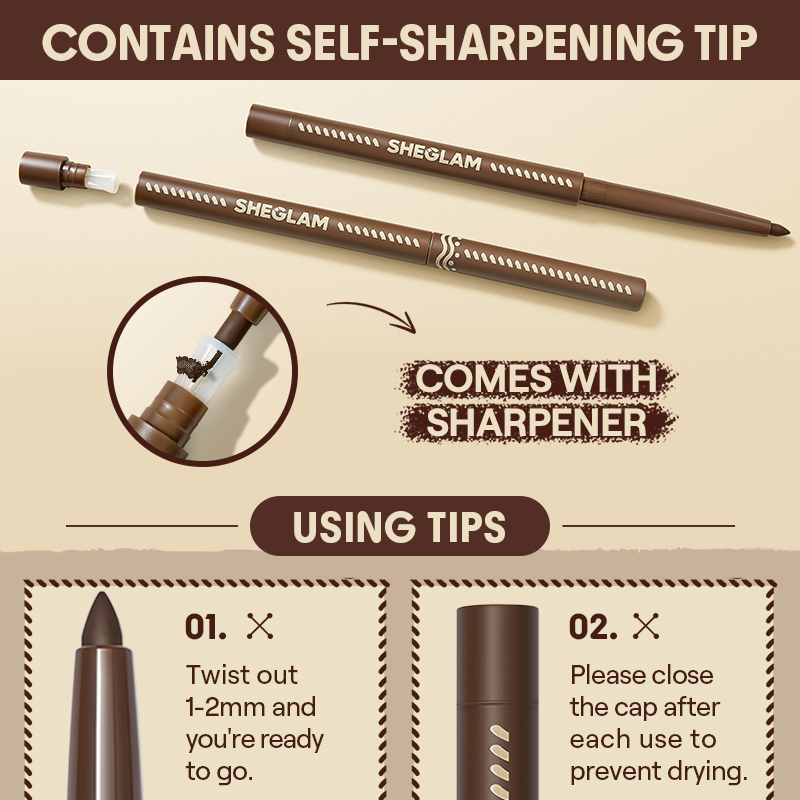 CONTAINS SELF-SHARPENING TIP
SHEGLAM
SHEGLAM
COMES WITH
SHARPENER
USING TIPS
01.
Twist out
1-2mm and
you're ready
to go.
02.
Please close
the cap after
each use to
prevent drying.